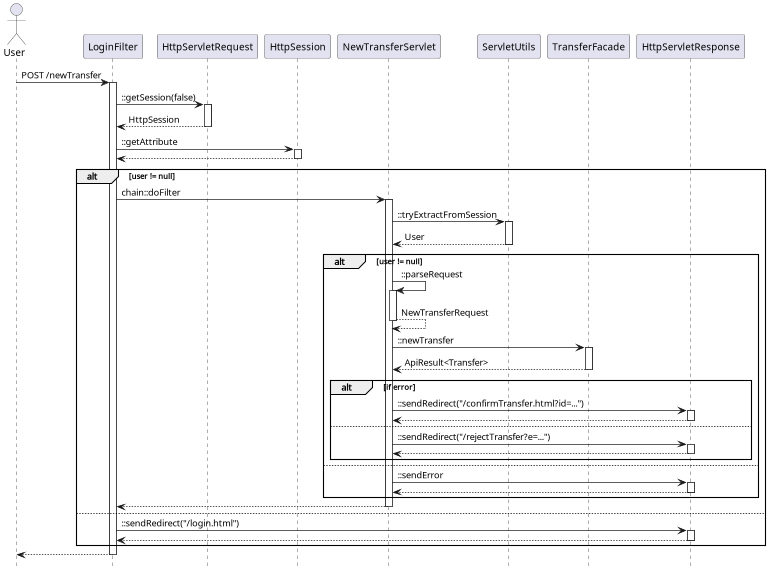 User
LoginFilter
HttpServletRequest
HttpSession
NewTransferServlet
ServletUtils
TransferFacade
HttpServletResponse
POST /newTransfer
::getSession(false)
HttpSession
::getAttribute
alt [user != null]
chain::doFilter
::tryExtractFromSession
User
alt [user != null]
::parseRequest
NewTransferRequest
::newTransfer
ApiResult<Transfer>
alt [if error]
::sendRedirect("/confirmTransfer.html?id=...")
::sendRedirect("/rejectTransfer?e=...")
::sendError
::sendRedirect("/login.html")